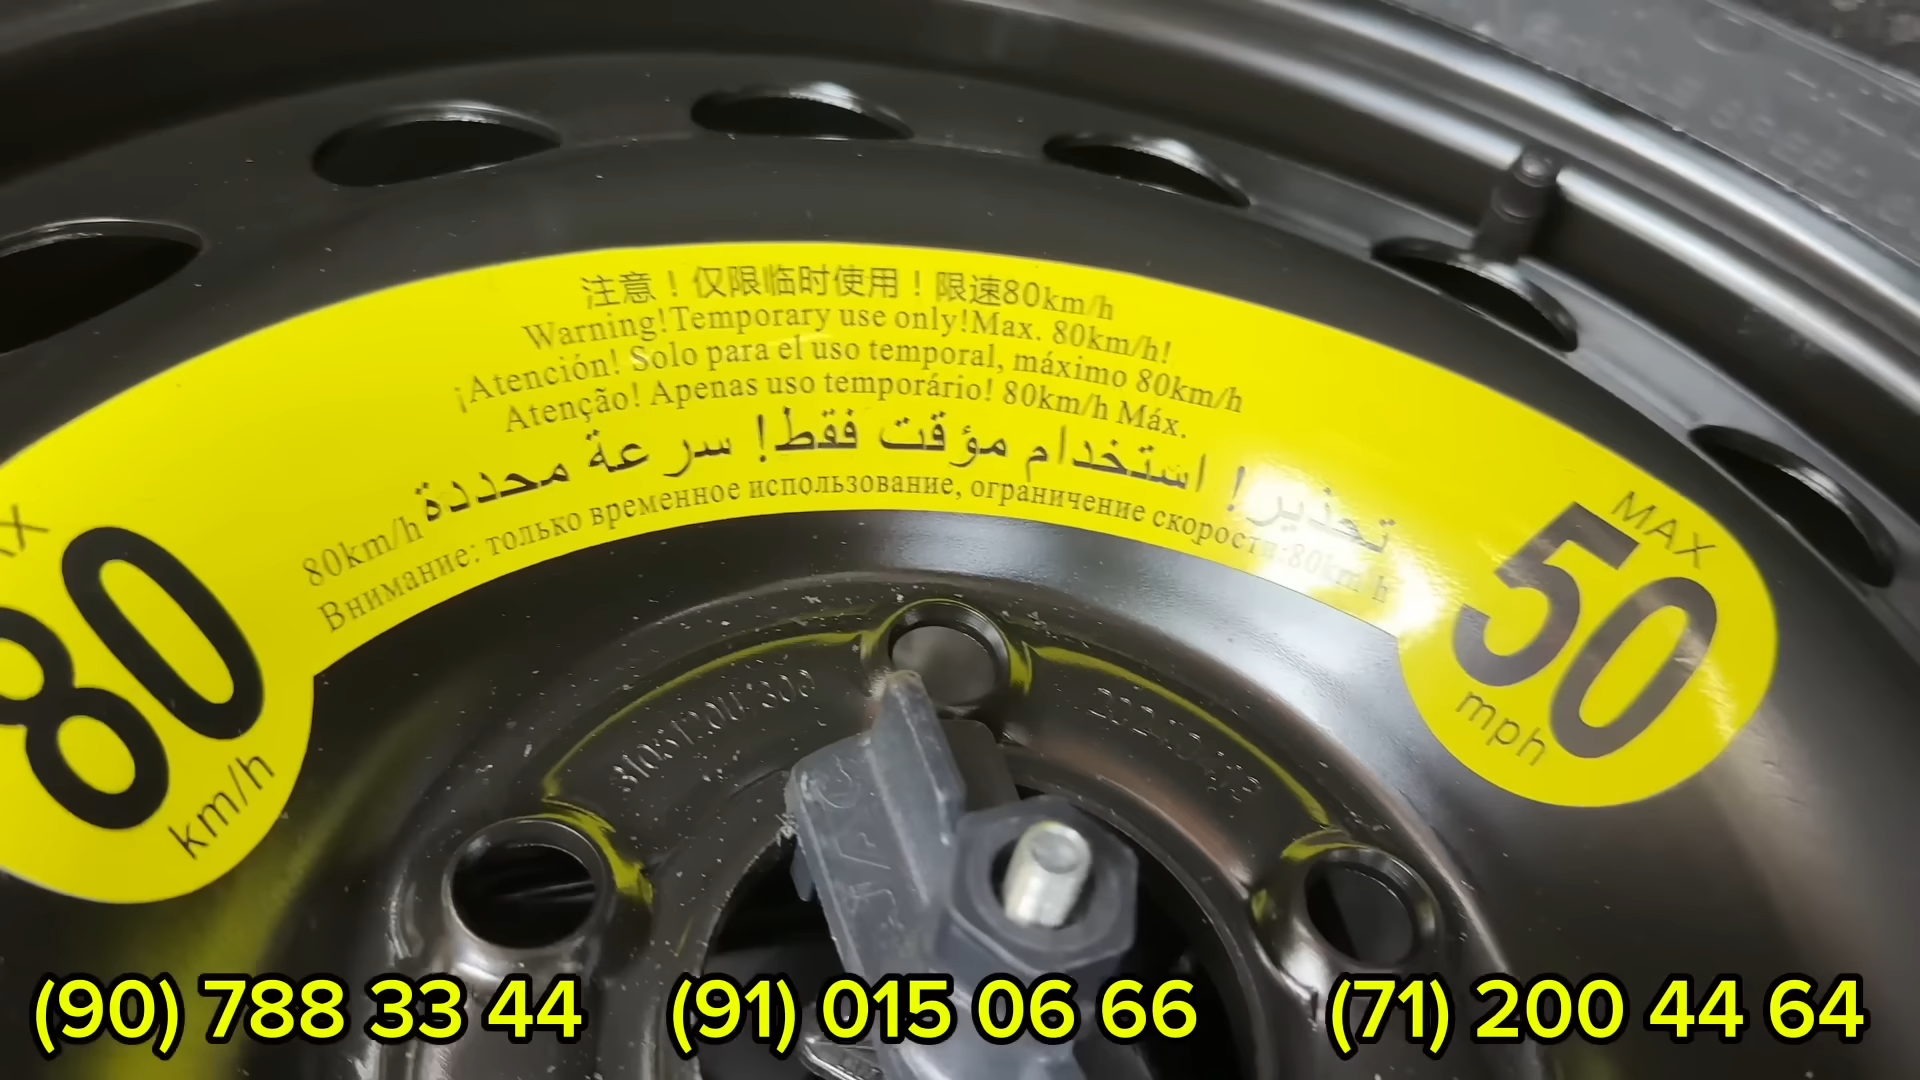 注意！仅限临时使用！限速80km/h
Warning!Temporary use only!Max. 80km/h!
¡Atención! Solo para el uso temporal, máximo 80km/h
Atenção! Apenas uso temporário! 80km/h Máx.
تحذير! استخدام مؤقت فقط! سرعة محددة 80km/h
Внимание: только временное использование, ограничение скорости:80km/h
80
km/h
MAX
50
mph
(90) 788 33 44
(91) 015 06 66
(71) 200 44 64